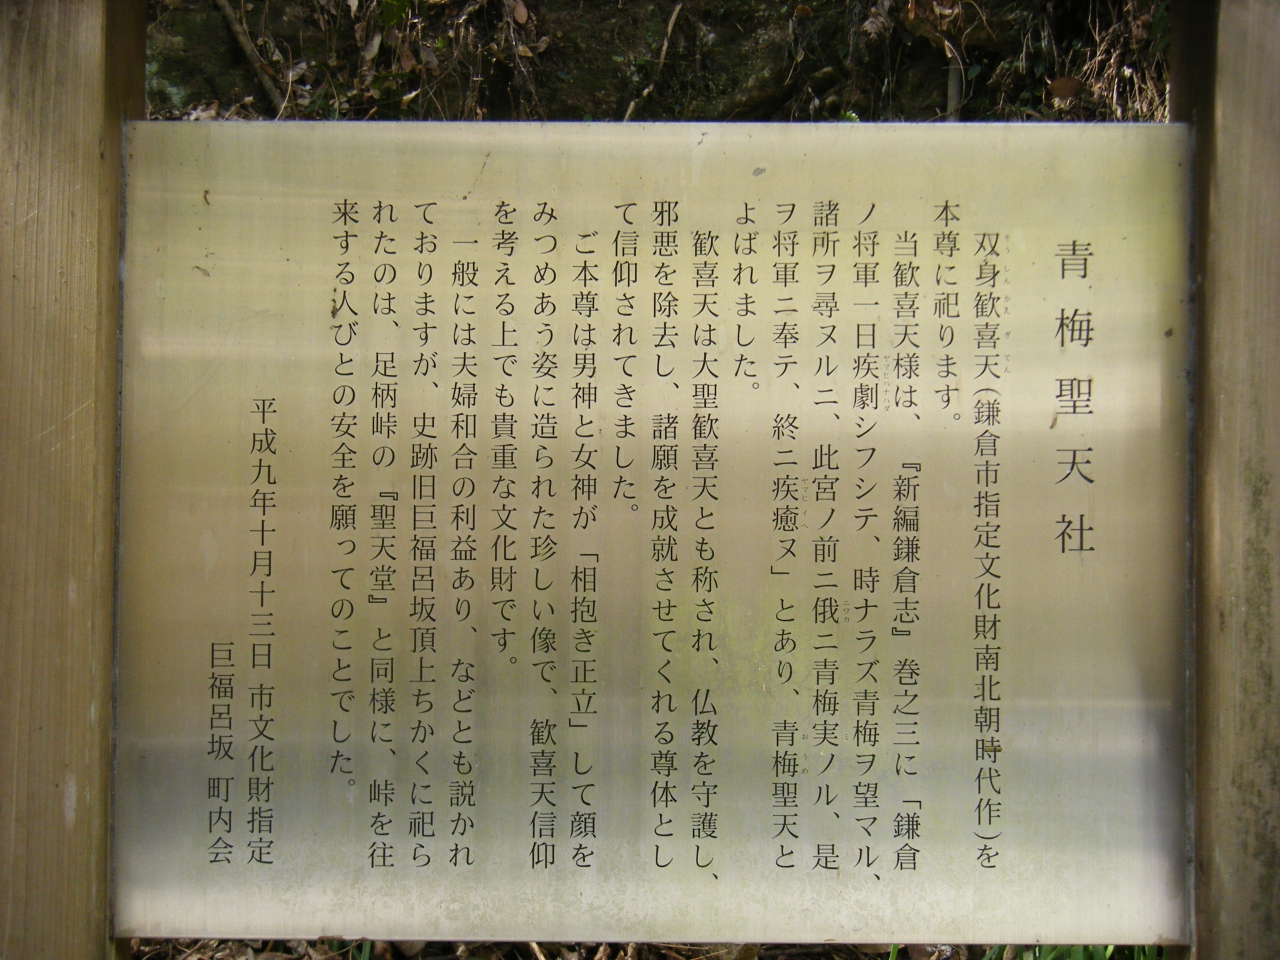 青梅聖天社
双身歓喜天（鎌倉市指定文化財南北朝時代作）を
本尊に祀ります。
当歓喜天様は、『新編鎌倉志』巻之三に「鎌倉
ノ将軍一日疾劇シフシテ、時ナラズ青梅ヲ望マル、
諸所ヲ尋ヌルニ、此宮ノ前ニ俄ニ青梅実ノル、是
ヲ将軍ニ奉テ、終ニ疾癒ヌ」とあり、青梅聖天と
よばれました。
歓喜天は大聖歓喜天とも称され、仏教を守護し、
邪悪を除去し、諸願を成就させてくれる尊体とし
て信仰されてきました。
ご本尊は男神と女神が「相抱き正立」して顔を
みつめあう姿に造られた珍しい像で、歓喜天信仰
を考える上でも貴重な文化財です。
一般には夫婦和合の利益あり、などとも説かれ
ておりますが、史跡旧巨福呂坂頂上ちかくに祀ら
れたのは、足柄峠の『聖天堂』と同様に、峠を往
来する人びとの安全を願ってのことでした。
平成九年十月十三日 市文化財指定
巨福呂坂 町内会